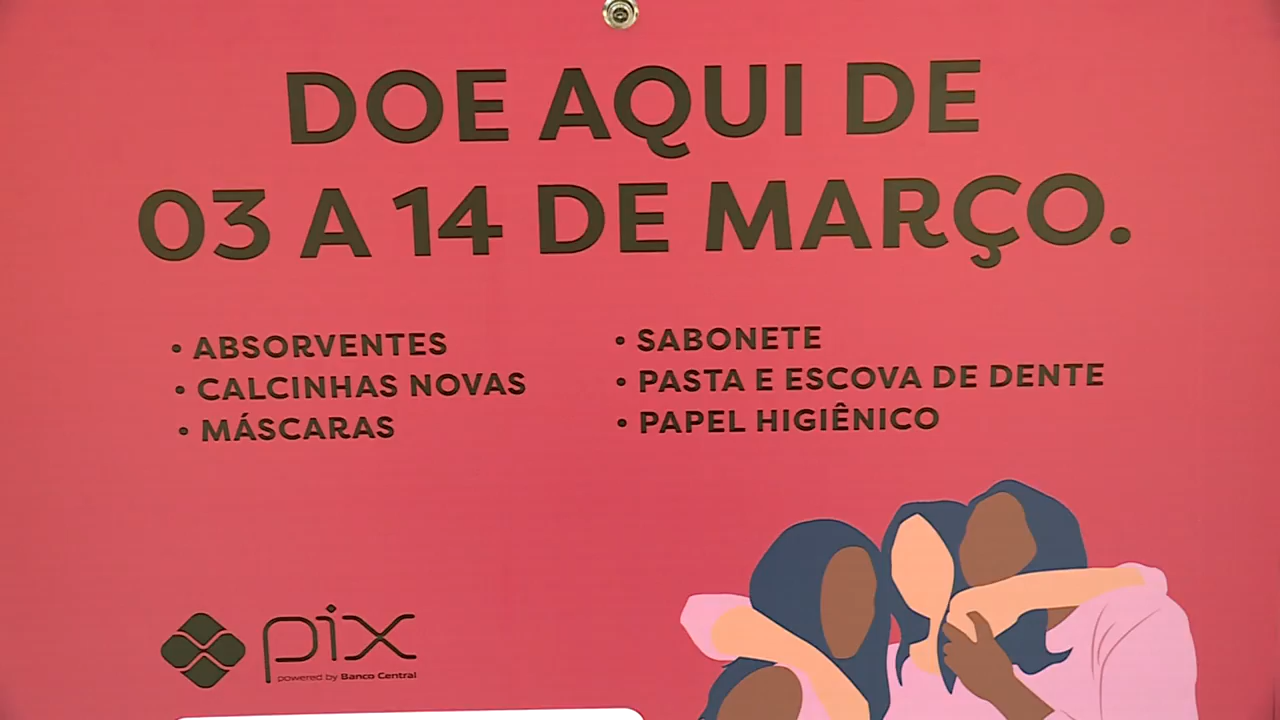 DOE AQUI DE
03 A 14 DE MARÇO.
• ABSORVENTES
• CALCINHAS NOVAS
• MÁSCARAS
• SABONETE
• PASTA E ESCOVA DE DENTE
• PAPEL HIGIÊNICO
pix
powered by Banco Central